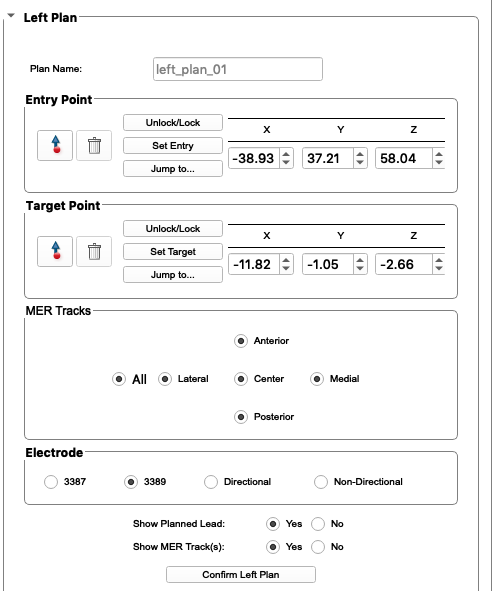 Left Plan
Plan Name: left_plan_01
Entry Point
Unlock/Lock
Set Entry
Jump to...
X Y Z
-38.93 37.21 58.04
Target Point
Unlock/Lock
Set Target
Jump to...
X Y Z
-11.82 -1.05 -2.66
MER Tracks
Anterior
All Lateral Center Medial
Posterior
Electrode
3387 3389 Directional Non-Directional
Show Planned Lead: Yes No
Show MER Track(s): Yes No
Confirm Left Plan